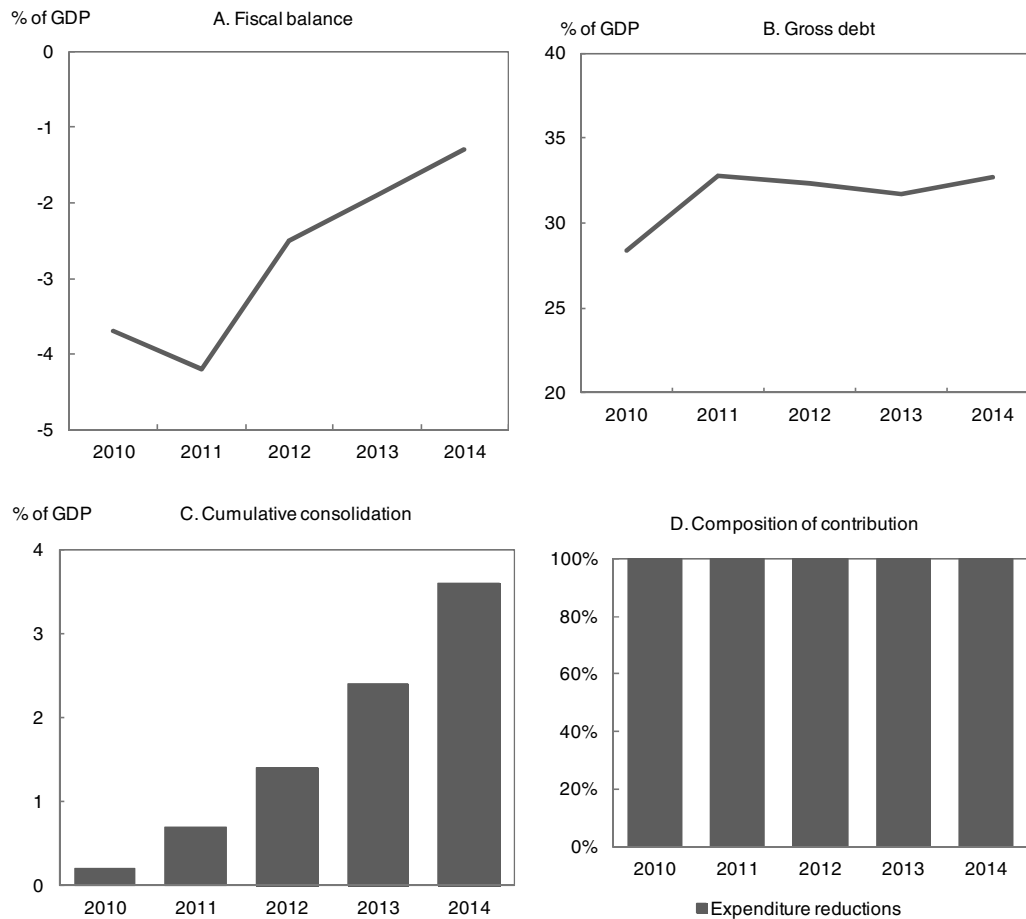 % of GDP
A. Fiscal balance
0
-1
-2
-3
-4
-5
2010 2011 2012 2013 2014
% of GDP
B. Gross debt
40
35
30
25
20
2010 2011 2012 2013 2014
% of GDP
C. Cumulative consolidation
4
3
2
1
0
2010 2011 2012 2013 2014
D. Composition of contribution
100%
80%
60%
40%
20%
0%
2010 2011 2012 2013 2014
Expenditure reductions